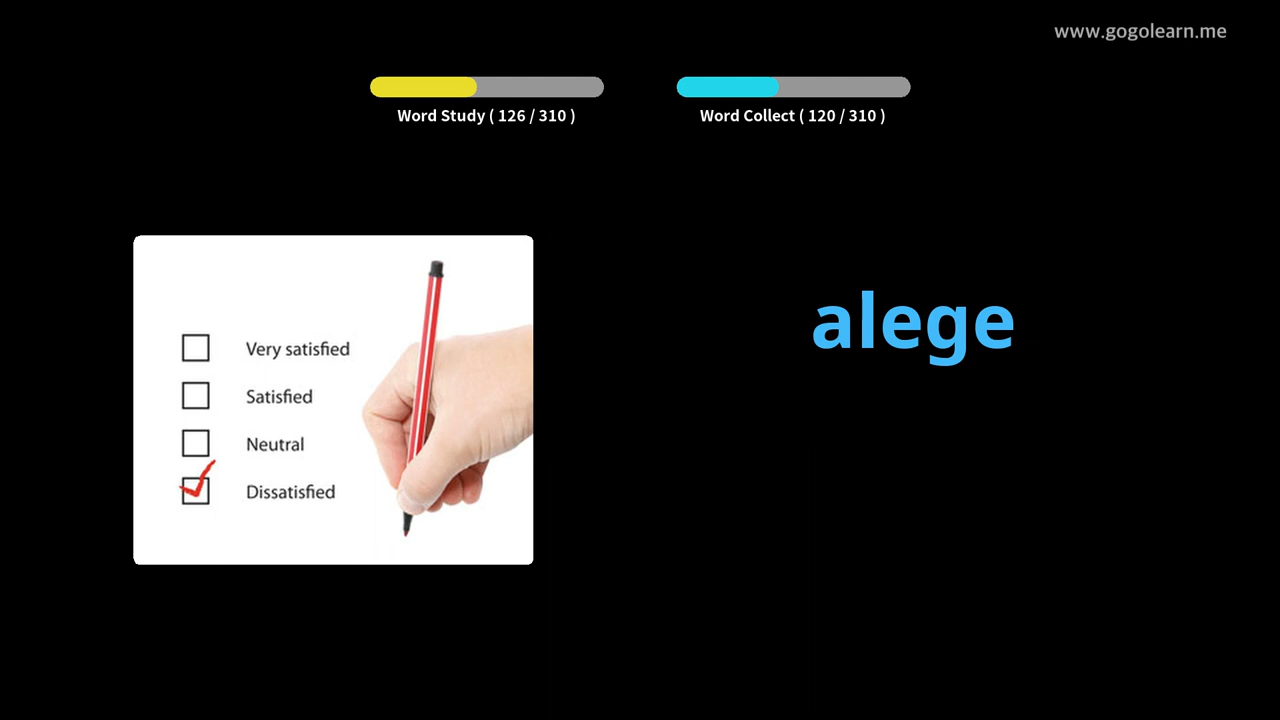 www.gogolearn.me
Word Study ( 126 / 310 )
Word Collect ( 120 / 310 )
Very satisfied
Satisfied
Neutral
Dissatisfied
alege